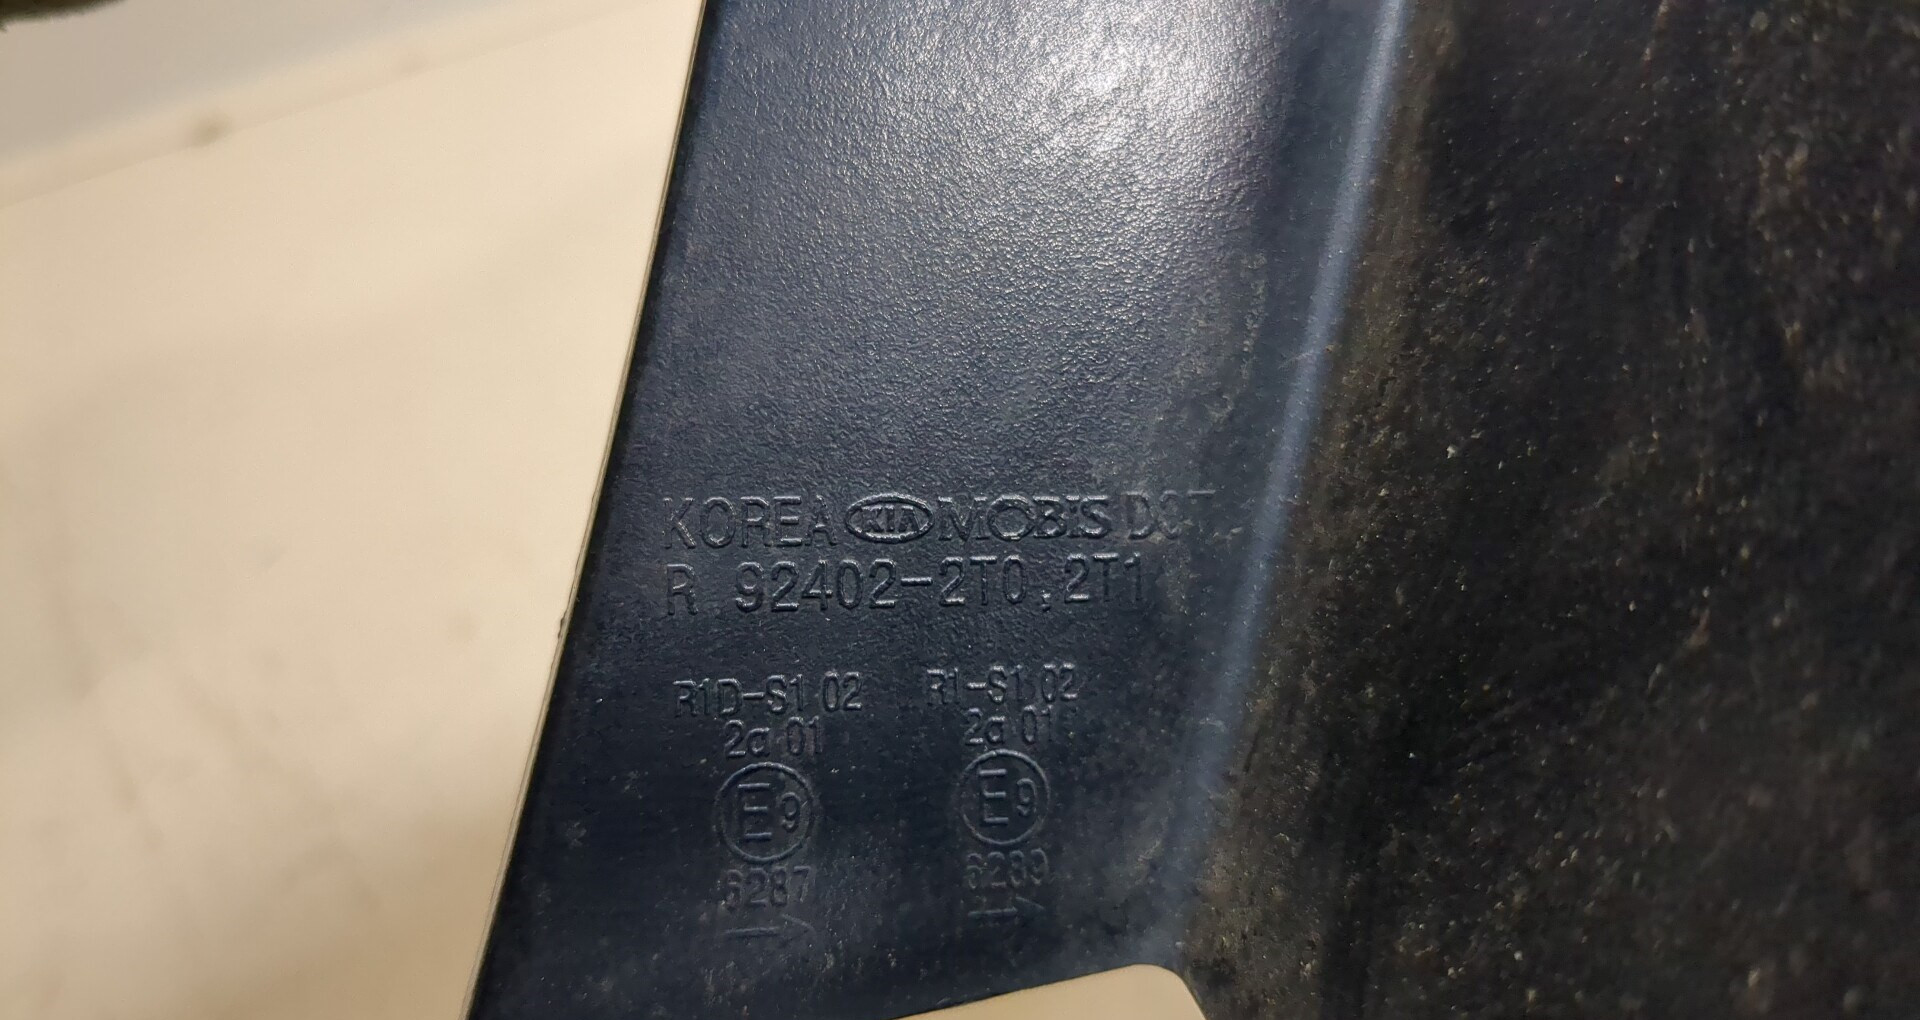 KOREA KIA MOBIS DOT
R 92402-2T0,2T1
R1D-S1 02 R1-S1 02
2a 01 2a 01
E9 E9
6287 6289